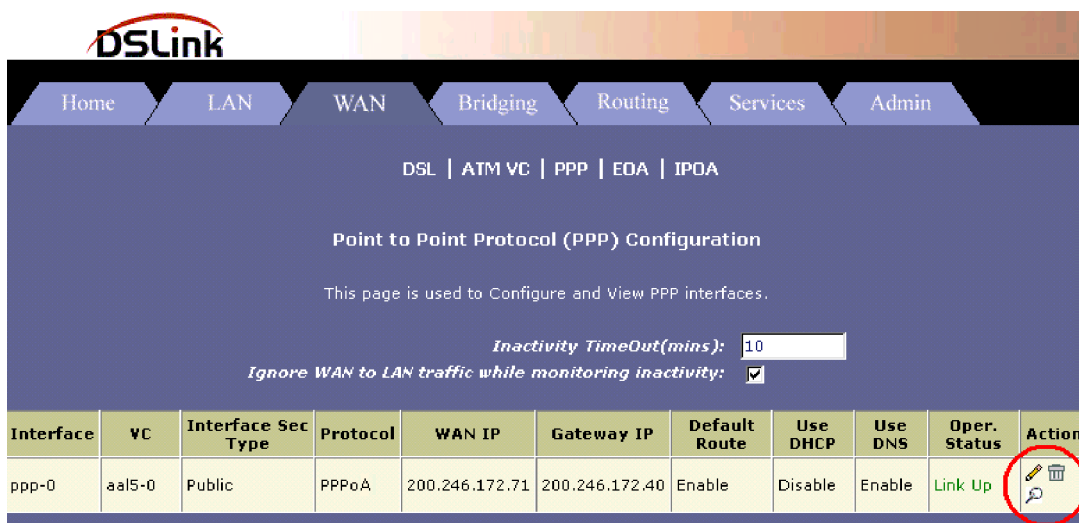 DSLink
Home LAN WAN Bridging Routing Services Admin
DSL | ATM VC | PPP | EOA | IPOA
Point to Point Protocol (PPP) Configuration
This page is used to Configure and View PPP interfaces.
Inactivity TimeOut(mins): 10
Ignore WAN to LAN traffic while monitoring inactivity:
Interface VC Interface Sec Type Protocol WAN IP Gateway IP Default Route Use DHCP Use DNS Oper. Status Action
ppp-0 aal5-0 Public PPPoA 200.246.172.71 200.246.172.40 Enable Disable Enable Link Up